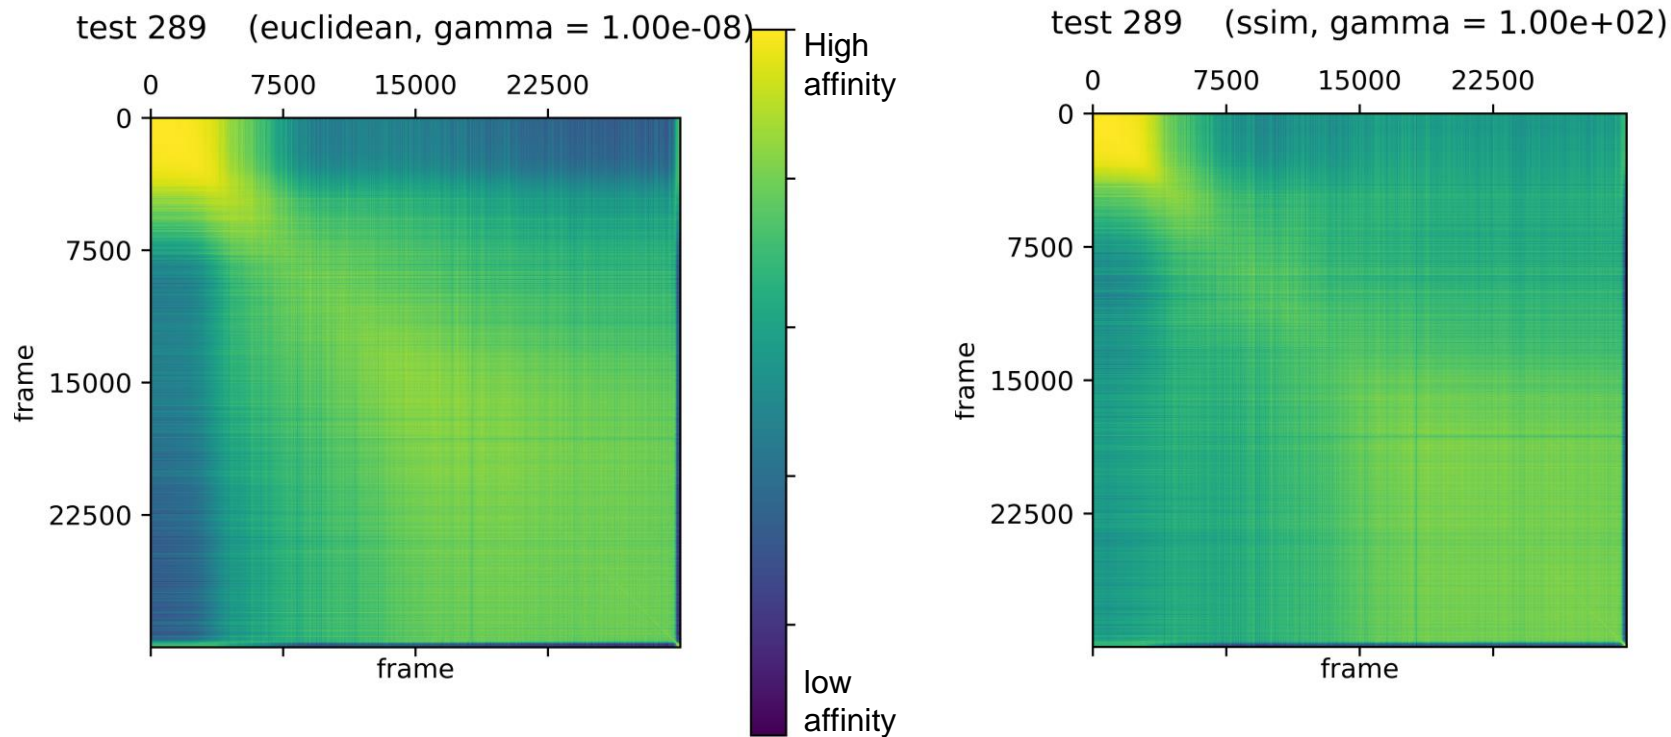 test 289 (euclidean, gamma = 1.00e-08)
0 7500 15000 22500
0
7500
15000
22500
frame
frame
High
affinity
low
affinity
test 289 (ssim, gamma = 1.00e+02)
0 7500 15000 22500
0
7500
15000
22500
frame
frame